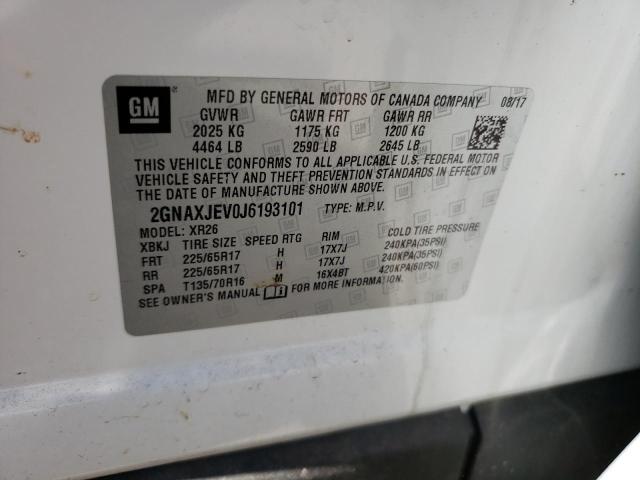 GM
MFD BY GENERAL MOTORS OF CANADA COMPANY 08/17
GVWR GAWR FRT GAWR RR
2025 KG 1175 KG 1200 KG
4464 LB 2590 LB 2645 LB
THIS VEHICLE CONFORMS TO ALL APPLICABLE U.S. FEDERAL MOTOR
VEHICLE SAFETY AND THEFT PREVENTION STANDARDS IN EFFECT ON
THE DATE OF MANUFACTURE SHOWN ABOVE.
2GNAXJEV0J6193101 TYPE: M.P.V.
MODEL: XR26
XBKJ TIRE SIZE SPEED RTG RIM COLD TIRE PRESSURE
FRT 225/65R17 H 17X7J 240KPA(35PSI)
RR 225/65R17 H 17X7J 240KPA(35PSI)
SPA T135/70R16 M 16X4BT 420KPA(60PSI)
SEE OWNER'S MANUAL FOR MORE INFORMATION.